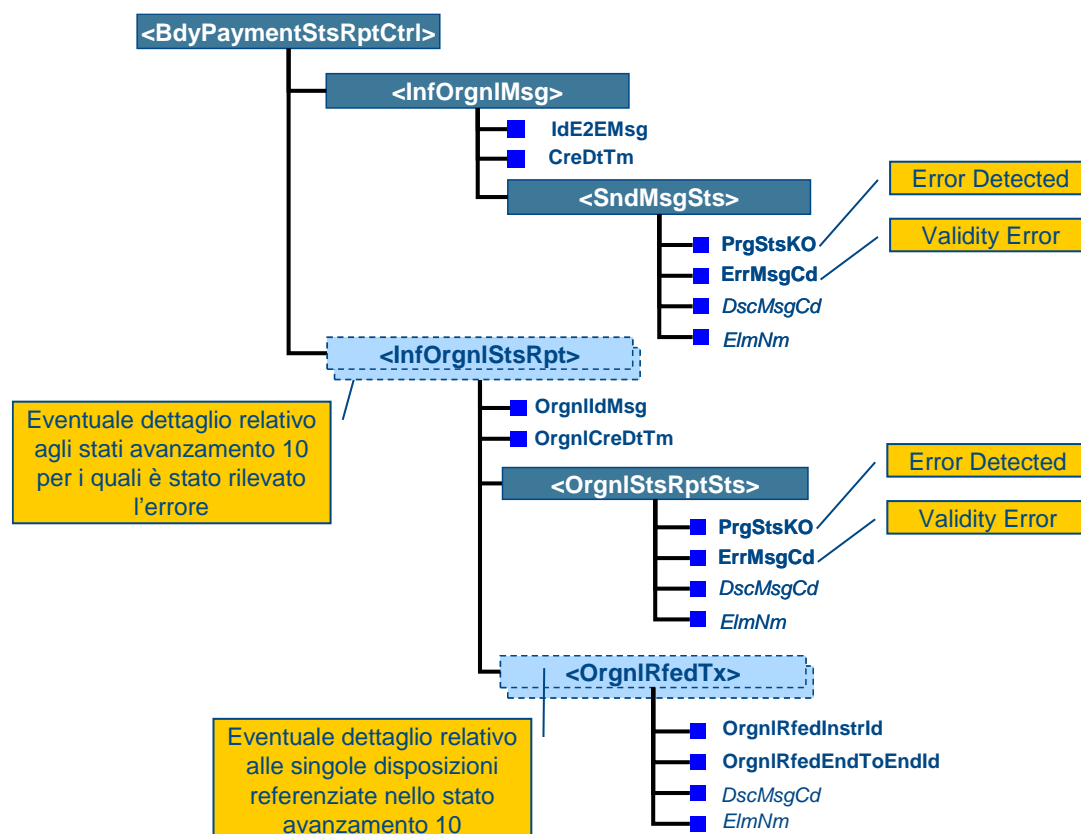 <BdyPaymentStsRptCtrl>
<InfOrgnlMsg>
IdE2EMsg
CreDtTm
<SndMsgSts>
Error Detected
PrgStsKO
Validity Error
ErrMsgCd
DscMsgCd
ElmNm
<InfOrgnlStsRpt>
Eventuale dettaglio relativo
agli stati avanzamento 10
per i quali è stato rilevato
l’errore
OrgnlIdMsg
OrgnlCreDtTm
Error Detected
<OrgnlStsRptSts>
PrgStsKO
Validity Error
ErrMsgCd
DscMsgCd
ElmNm
<OrgnlRfedTx>
Eventuale dettaglio relativo
alle singole disposizioni
referenziate nello stato
avanzamento 10
OrgnlRfedInstrId
OrgnlRfedEndToEndId
DscMsgCd
ElmNm